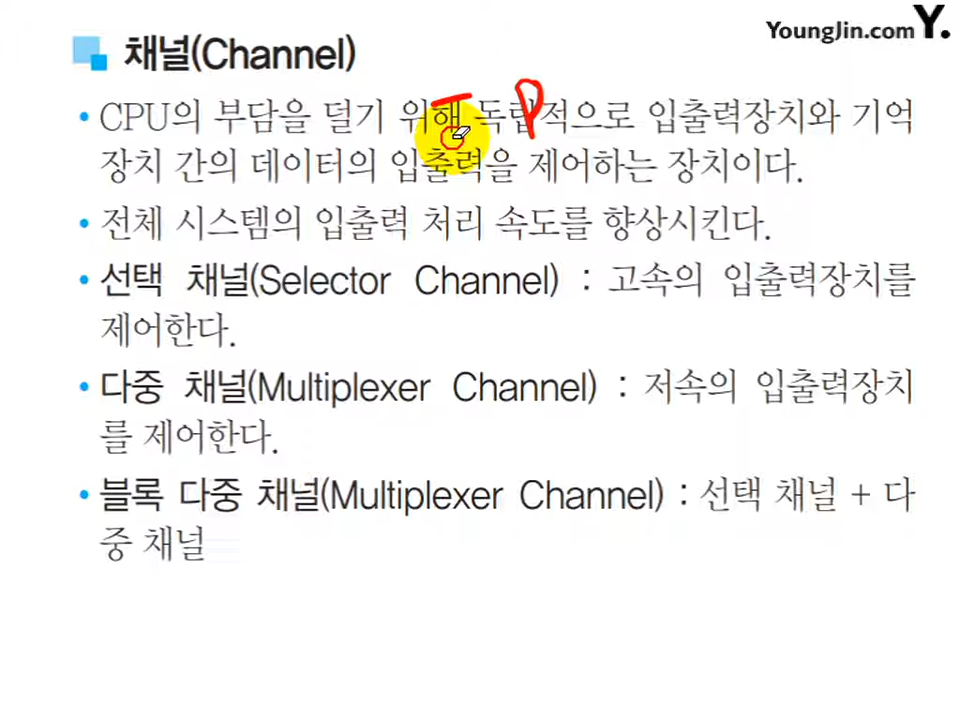 YoungJin.com Y.
채널(Channel)
• CPU의 부담을 덜기 위해 독립적으로 입출력장치와 기억
장치 간의 데이터의 입출력을 제어하는 장치이다.
• 전체 시스템의 입출력 처리 속도를 향상시킨다.
• 선택 채널(Selector Channel) : 고속의 입출력장치를
제어한다.
• 다중 채널(Multiplexer Channel) : 저속의 입출력장치
를 제어한다.
• 블록 다중 채널(Multiplexer Channel) : 선택 채널 + 다
중 채널